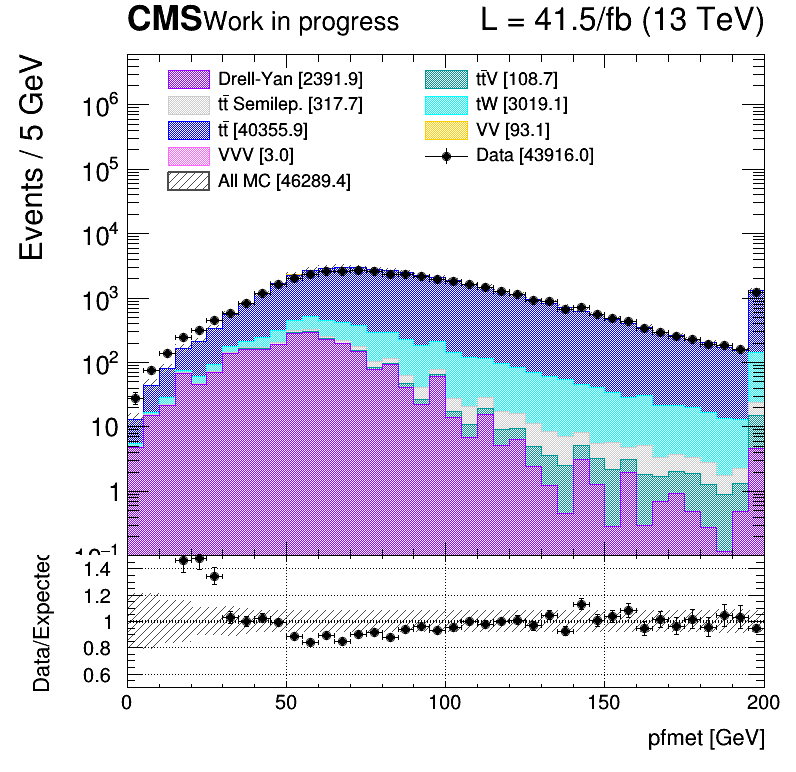 CMS Work in progress L = 41.5/fb (13 TeV)
Drell-Yan [2391.9] tt̄V [108.7]
tt̄ Semilep. [317.7] tW [3019.1]
tt̄ [40355.9] VV [93.1]
VVV [3.0] Data [43916.0]
All MC [46289.4]
Events / 5 GeV
10⁶
10⁵
10⁴
10³
10²
10
1
10⁻¹
Data/Expected
1.4
1.2
1
0.8
0.6
0 50 100 150 200
pfmet [GeV]